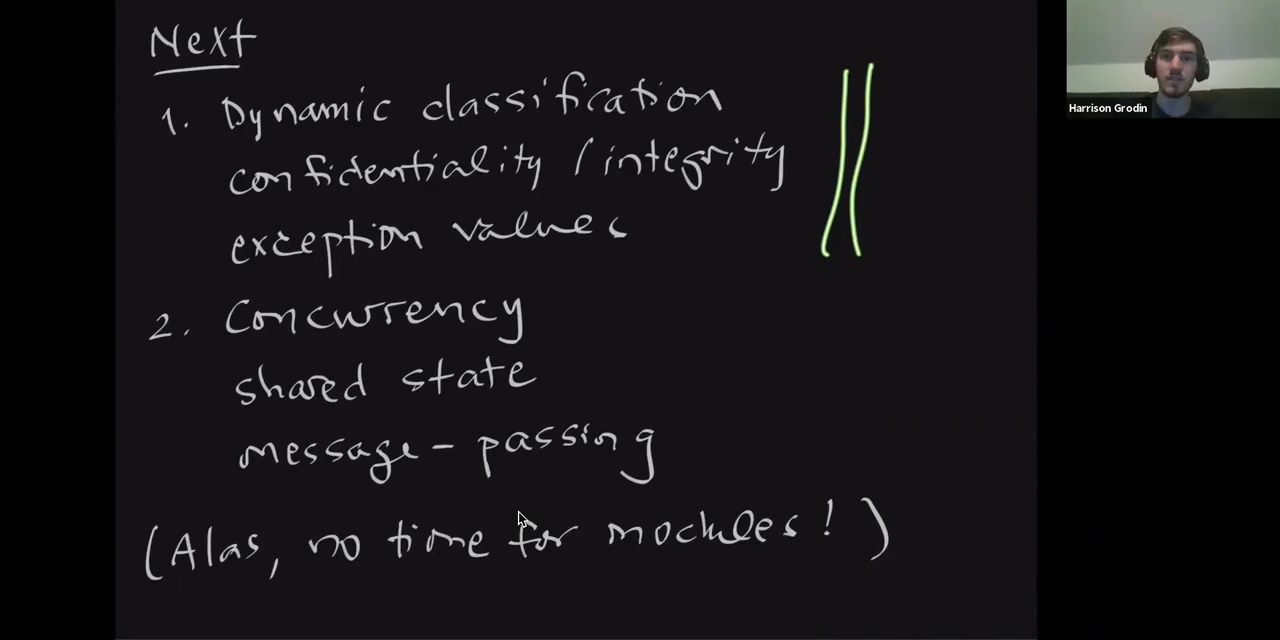 Next
1. Dynamic classification
confidentiality / integrity
exception values
2. Concurrency
shared state
message-passing
(Alas, no time for modules!)
Harrison Grodin